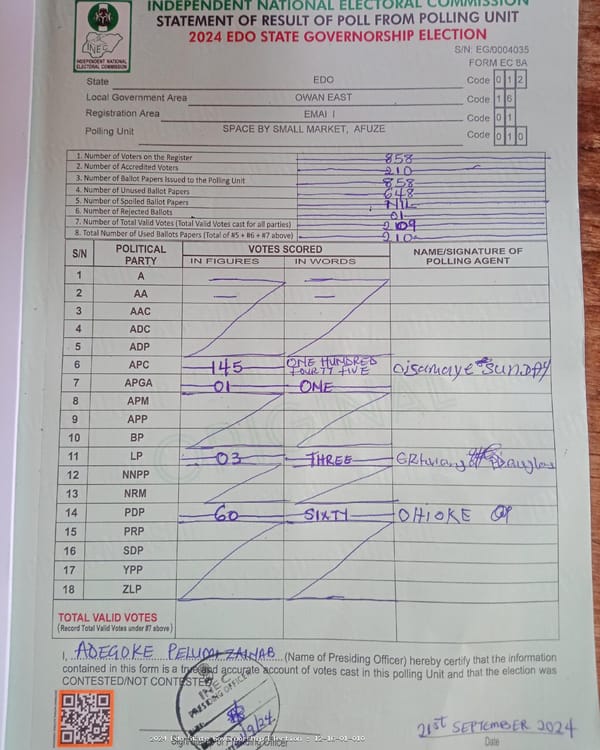 INDEPENDENT NATIONAL ELECTORAL COMMISSION
STATEMENT OF RESULT OF POLL FROM POLLING UNIT
2024 EDO STATE GOVERNORSHIP ELECTION
INEC
INDEPENDENT NATIONAL
ELECTORAL COMMISSION
S/N: EG/0004035
FORM EC 8A
State EDO Code 0 1 2
Local Government Area OWAN EAST Code 1 6
Registration Area EMAI I Code 0 1
Polling Unit SPACE BY SMALL MARKET, AFUZE Code 0 1 0
1. Number of Voters on the Register 858
2. Number of Accredited Voters 210
3. Number of Ballot Papers Issued to the Polling Unit 858
4. Number of Unused Ballot Papers 648
5. Number of Spoiled Ballot Papers NIL
6. Number of Rejected Ballots 01
7. Number of Total Valid Votes (Total Valid Votes cast for all parties) 209
8. Total Number of Used Ballots Papers (Total of #5 + #6 + #7 above) 210
S/N POLITICAL PARTY VOTES SCORED NAME/SIGNATURE OF POLLING AGENT
IN FIGURES IN WORDS
1 A
2 AA
3 AAC
4 ADC
5 ADP
6 APC 145 ONE HUNDRED FOURTY FIVE Oisamaye SUNDAY
7 APGA 01 ONE
8 APM
9 APP
10 BP
11 LP 03 THREE
12 NNPP
13 NRM
14 PDP 60 SIXTY OHIOKE
15 PRP
16 SDP
17 YPP
18 ZLP
TOTAL VALID VOTES
(Record Total Valid Votes under #7 above)
I, ADEGOKE PELUMI ZAINAB (Name of Presiding Officer) hereby certify that the information
contained in this form is a true and accurate account of votes cast in this polling Unit and that the election was
CONTESTED/NOT CONTESTED
INEC
PRESIDING OFFICER
21st SEPTEMBER 2024
2024 Edo State Governorship Election : 12-16-01-010
Date